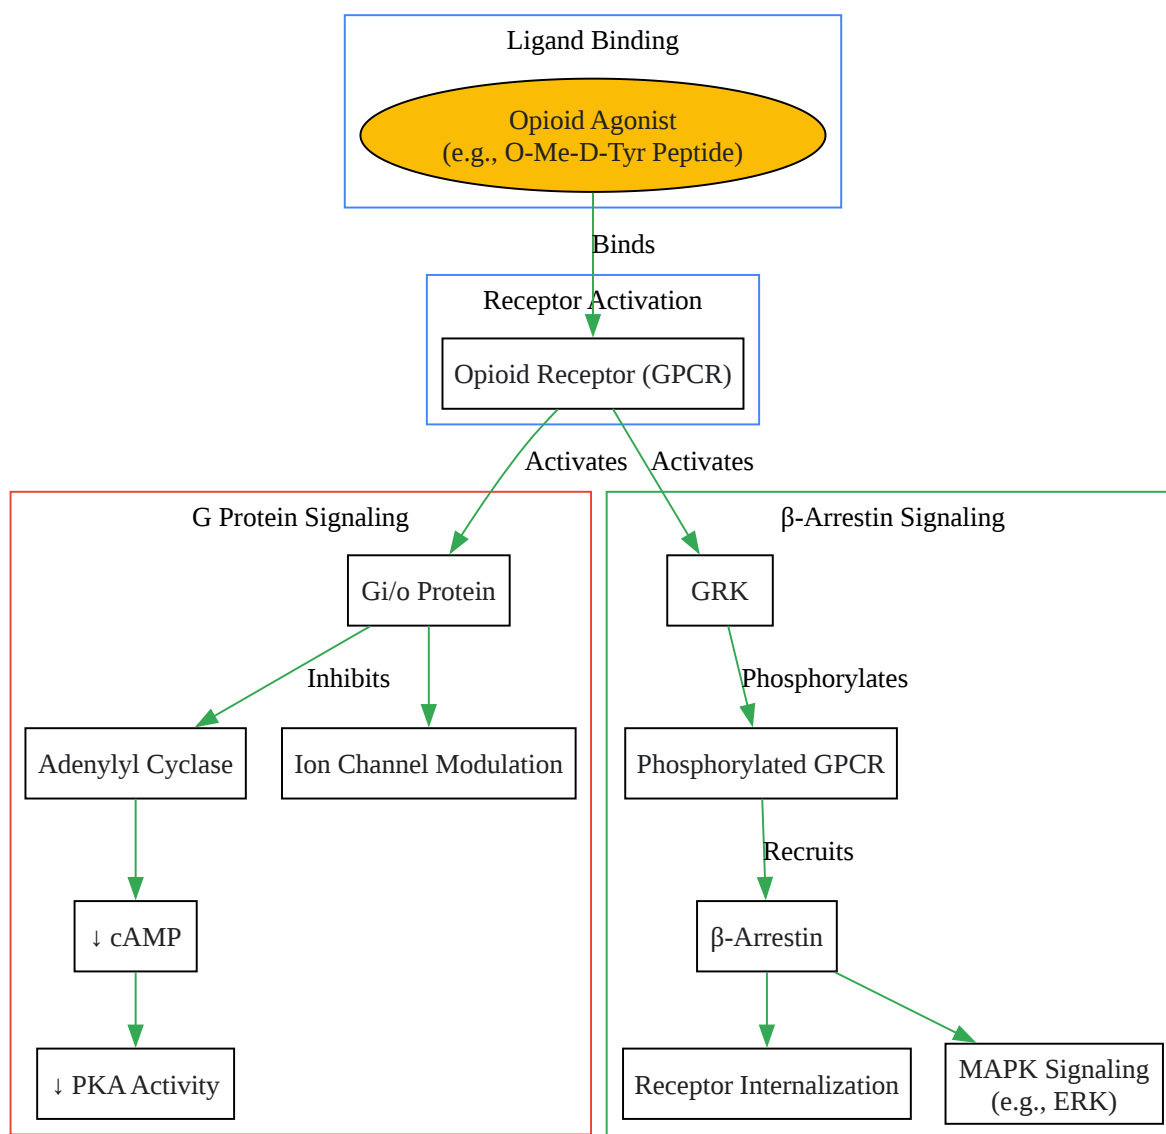 Ligand Binding
Opioid Agonist
(e.g., O-Me-D-Tyr Peptide)
Binds
Receptor Activation
Opioid Receptor (GPCR)
Activates
Activates
G Protein Signaling
β-Arrestin Signaling
Gi/o Protein
GRK
Inhibits
Phosphorylates
Adenylyl Cyclase
Ion Channel Modulation
Phosphorylated GPCR
Recruits
↓ cAMP
β-Arrestin
↓ PKA Activity
Receptor Internalization
MAPK Signaling
(e.g., ERK)